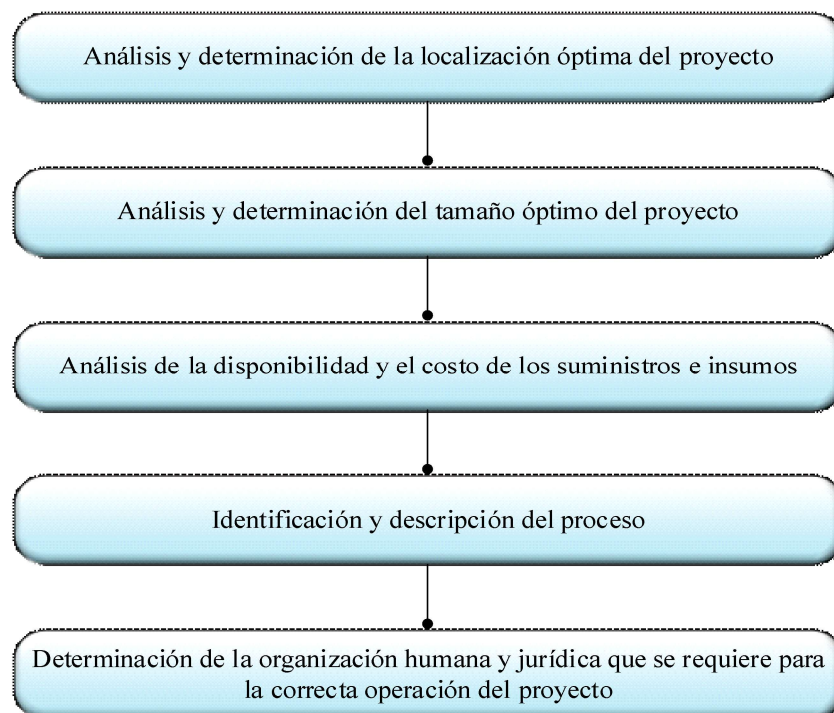 Análisis y determinación de la localización óptima del proyecto
Análisis y determinación del tamaño óptimo del proyecto
Análisis de la disponibilidad y el costo de los suministros e insumos
Identificación y descripción del proceso
Determinación de la organización humana y jurídica que se requiere para
la correcta operación del proyecto